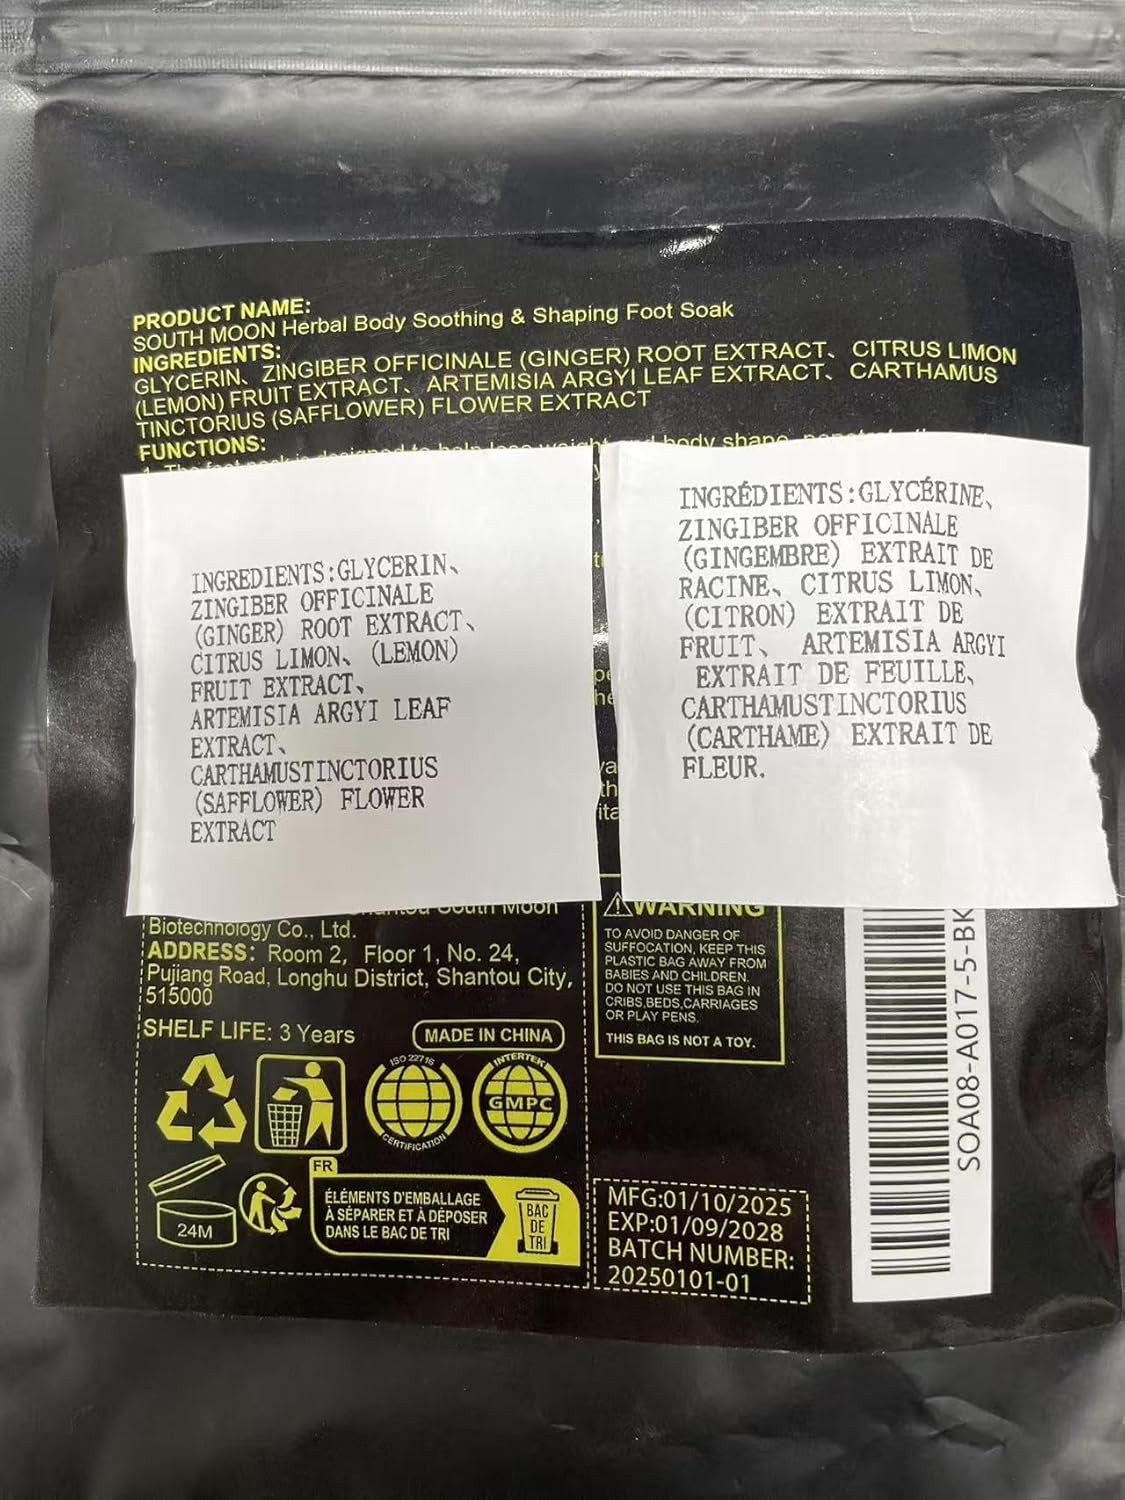 PRODUCT NAME:
SOUTH MOON Herbal Body Soothing & Shaping Foot Soak
INGREDIENTS:
GLYCERIN、ZINGIBER OFFICINALE (GINGER) ROOT EXTRACT、CITRUS LIMON
(LEMON) FRUIT EXTRACT、ARTEMISIA ARGYI LEAF EXTRACT、CARTHAMUS
TINCTORIUS (SAFFLOWER) FLOWER EXTRACT
FUNCTIONS:
INGREDIENTS:GLYCERIN、
ZINGIBER OFFICINALE
(GINGER) ROOT EXTRACT、
CITRUS LIMON、(LEMON)
FRUIT EXTRACT、
ARTEMISIA ARGYI LEAF
EXTRACT、
CARTHAMUSTINCTORIUS
(SAFFLOWER) FLOWER
EXTRACT
INGRÉDIENTS:GLYCÉRINE、
ZINGIBER OFFICINALE
(GINGEMBRE) EXTRAIT DE
RACINE、CITRUS LIMON、
(CITRON) EXTRAIT DE
FRUIT、 ARTEMISIA ARGYI
EXTRAIT DE FEUILLE、
CARTHAMUSTINCTORIUS
(CARTHAME) EXTRAIT DE
FLEUR.
South Moon
Biotechnology Co., Ltd.
ADDRESS: Room 2, Floor 1, No. 24,
Pujiang Road, Longhu District, Shantou City,
515000
SHELF LIFE: 3 Years
MADE IN CHINA
ISO 22716
CERTIFICATION
INTERTEK
GMPC
24M
FR
ÉLÉMENTS D'EMBALLAGE
À SÉPARER ET À DÉPOSER
DANS LE BAC DE TRI
BAC
DE
TRI
WARNING
TO AVOID DANGER OF
SUFFOCATION, KEEP THIS
PLASTIC BAG AWAY FROM
BABIES AND CHILDREN.
DO NOT USE THIS BAG IN
CRIBS,BEDS,CARRIAGES
OR PLAY PENS.
THIS BAG IS NOT A TOY.
MFG:01/10/2025
EXP:01/09/2028
BATCH NUMBER:
20250101-01
SOA08-A017-5-BK